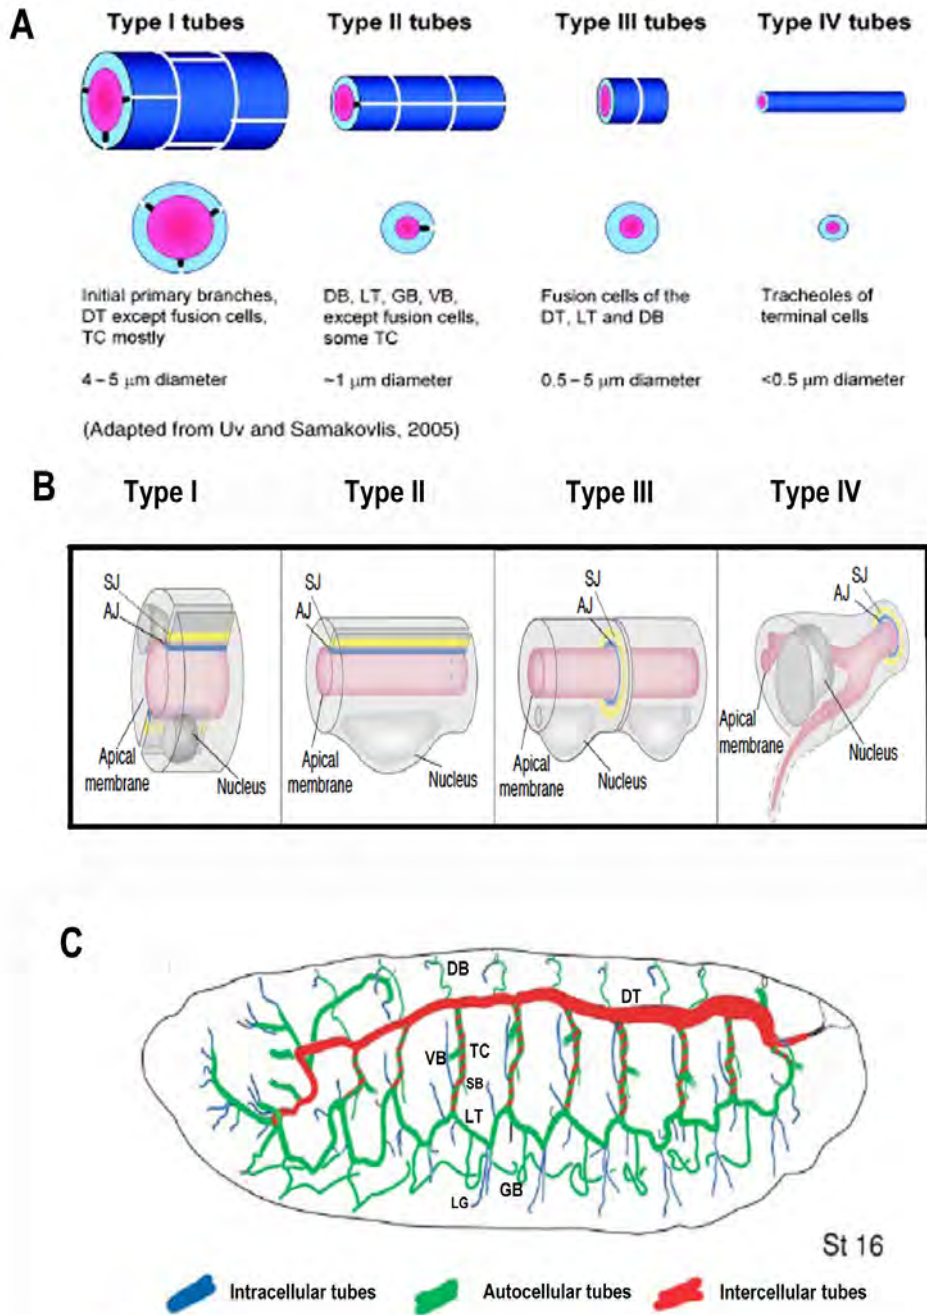 A
Type I tubes Type II tubes Type III tubes Type IV tubes
Initial primary branches,
DT except fusion cells,
TC mostly
4 – 5 μm diameter
DB, LT, GB, VB,
except fusion cells,
some TC
~1 μm diameter
Fusion cells of the
DT, LT and DB
0.5 – 5 μm diameter
Tracheoles of
terminal cells
<0.5 μm diameter
(Adapted from Uv and Samakovlis, 2005)
B
Type I Type II Type III Type IV
SJ
AJ
Apical
membrane
Nucleus
SJ
AJ
Apical
membrane
Nucleus
SJ
AJ
Apical
membrane
Nucleus
SJ
AJ
Apical
membrane
Nucleus
C
DB
DT
VB
TC
SB
LT
GB
LG
St 16
Intracellular tubes Autocellular tubes Intercellular tubes